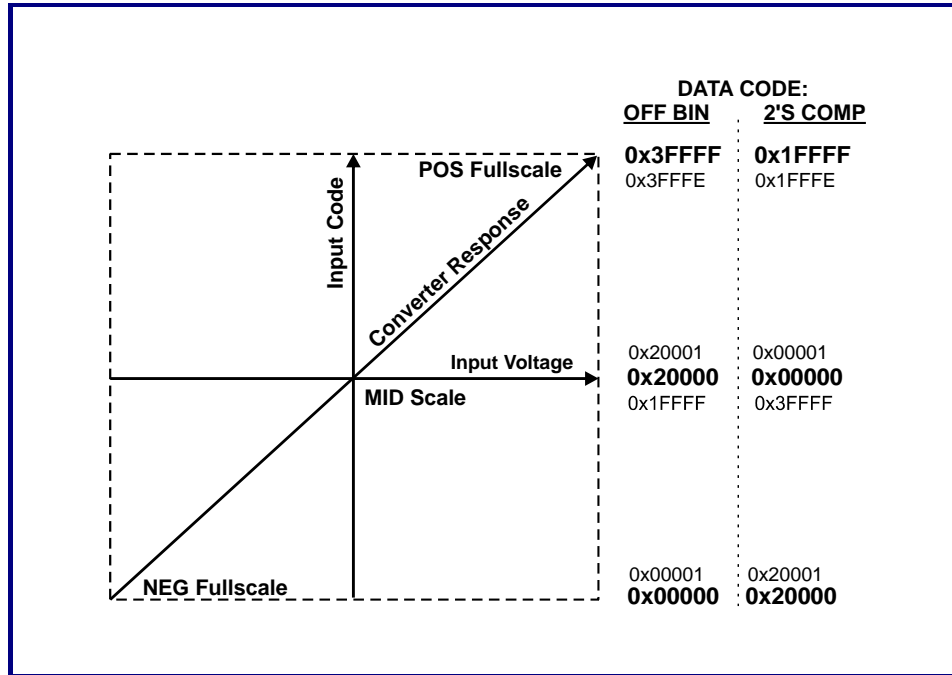 DATA CODE:
OFF BIN 2'S COMP
0x3FFFF 0x1FFFF
POS Fullscale
0x3FFFE 0x1FFFE
Input Code
Converter Response
0x20001 0x00001
Input Voltage
0x20000 0x00000
MID Scale
0x1FFFF 0x3FFFF
0x00001 0x20001
NEG Fullscale
0x00000 0x20000